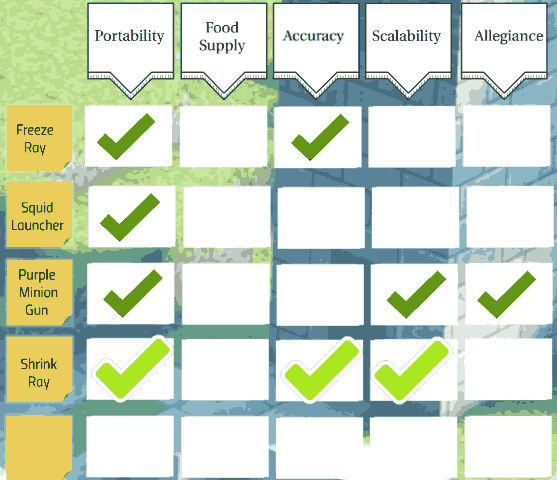 Portability
Food
Supply
Accuracy
Scalability
Allegiance
Freeze
Ray
Squid
Launcher
Purple
Minion
Gun
Shrink
Ray